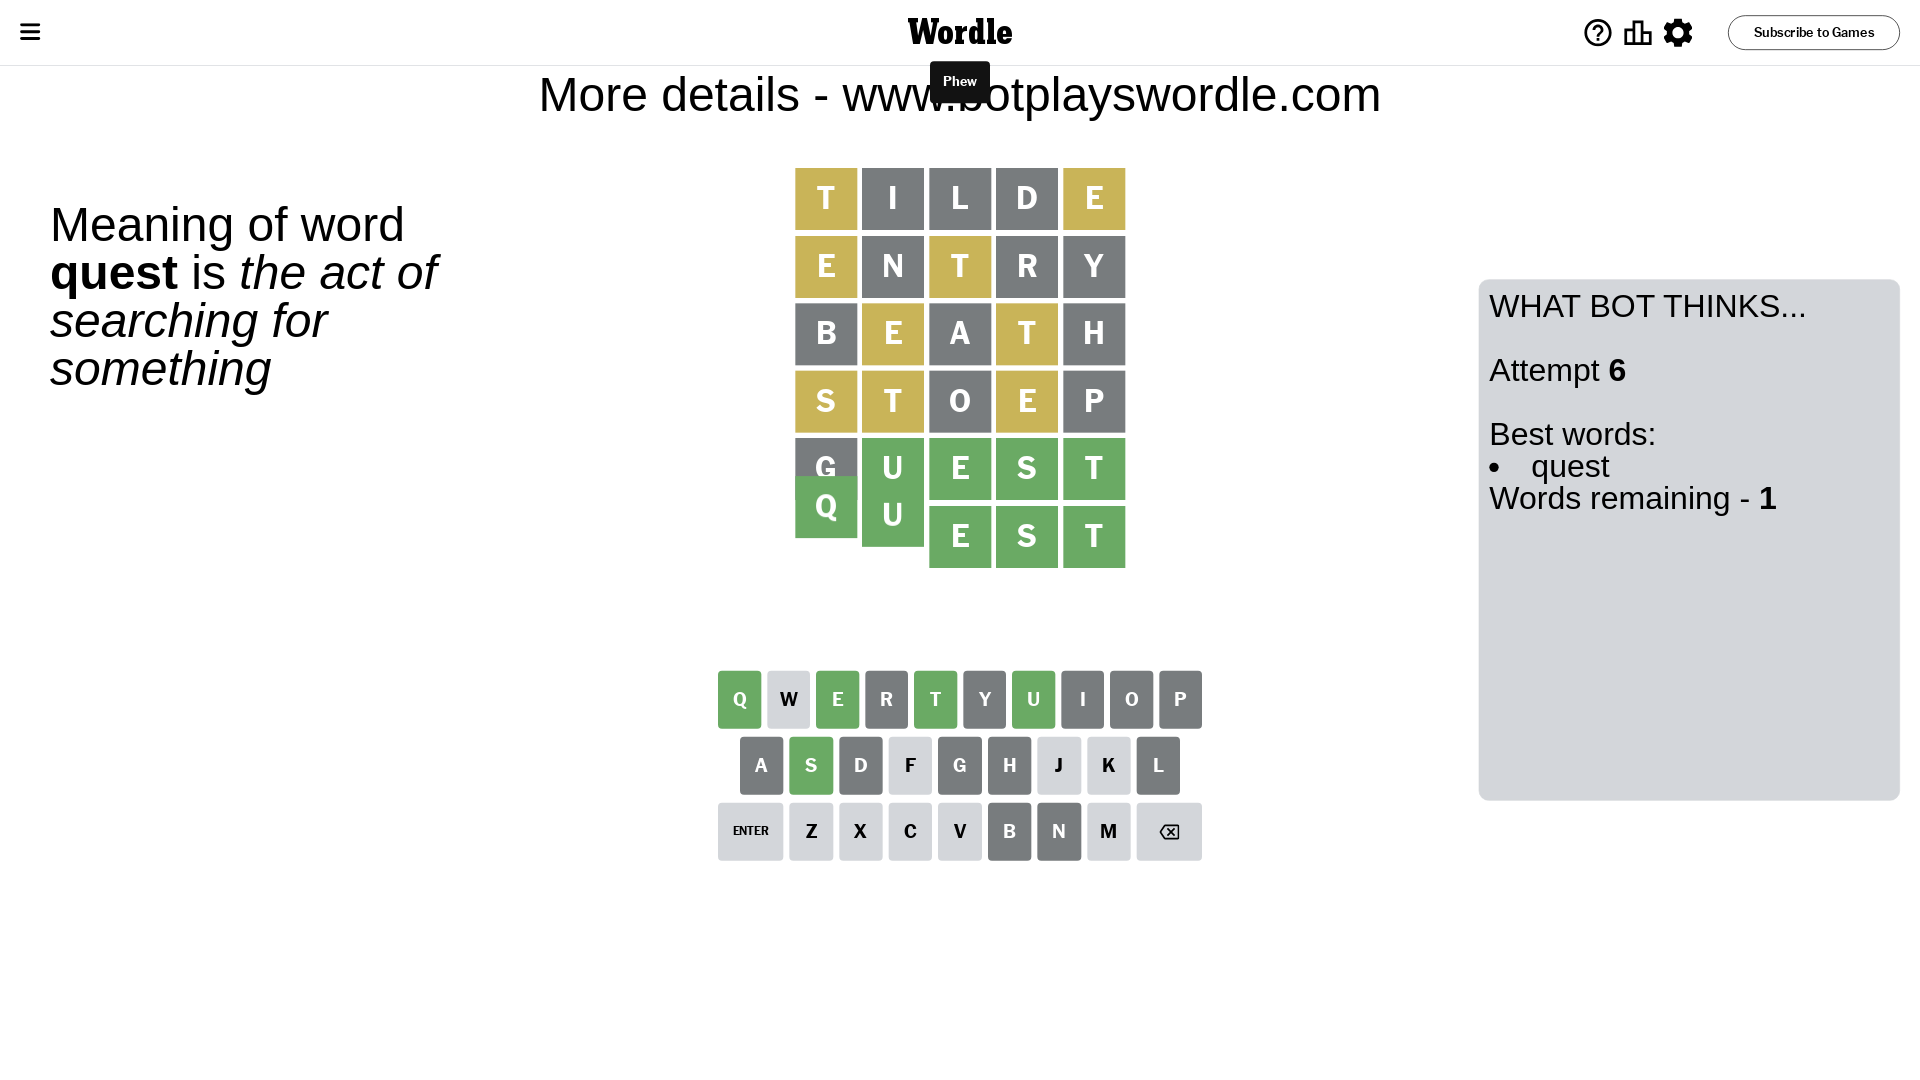 Wordle
Subscribe to Games
Phew
More details - www.botplayswordle.com
Meaning of word
quest is the act of
searching for
something
T I L D E
E N T R Y
B E A T H
S T O E P
G U E S T
Q U E S T
WHAT BOT THINKS...
Attempt 6
Best words:
• quest
Words remaining - 1
Q W E R T Y U I O P
A S D F G H J K L
ENTER Z X C V B N M